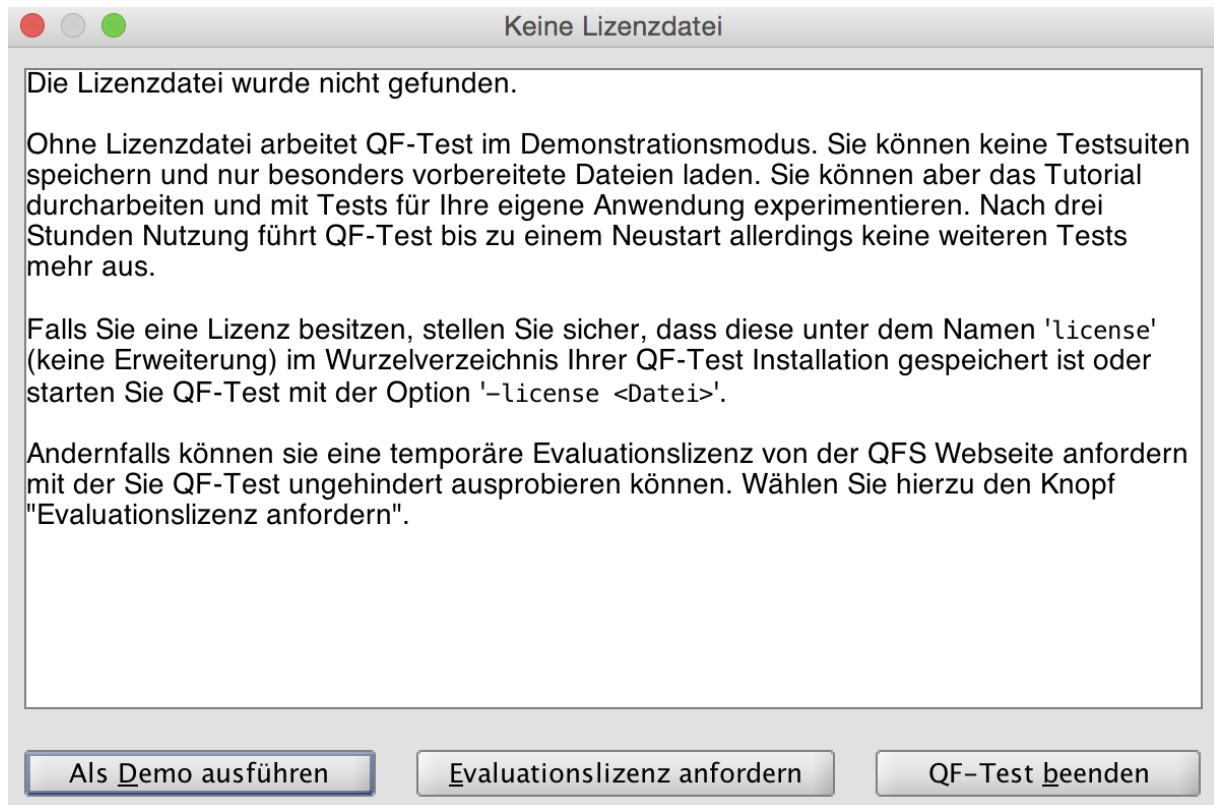 Keine Lizenzdatei
Die Lizenzdatei wurde nicht gefunden.
Ohne Lizenzdatei arbeitet QF-Test im Demonstrationsmodus. Sie können keine Testsuiten
speichern und nur besonders vorbereitete Dateien laden. Sie können aber das Tutorial
durcharbeiten und mit Tests für Ihre eigene Anwendung experimentieren. Nach drei
Stunden Nutzung führt QF-Test bis zu einem Neustart allerdings keine weiteren Tests
mehr aus.
Falls Sie eine Lizenz besitzen, stellen Sie sicher, dass diese unter dem Namen 'license'
(keine Erweiterung) im Wurzelverzeichnis Ihrer QF-Test Installation gespeichert ist oder
starten Sie QF-Test mit der Option '-license <Datei>'.
Andernfalls können sie eine temporäre Evaluationslizenz von der QFS Webseite anfordern
mit der Sie QF-Test ungehindert ausprobieren können. Wählen Sie hierzu den Knopf
"Evaluationslizenz anfordern".
Als Demo ausführen
Evaluationslizenz anfordern
QF-Test beenden